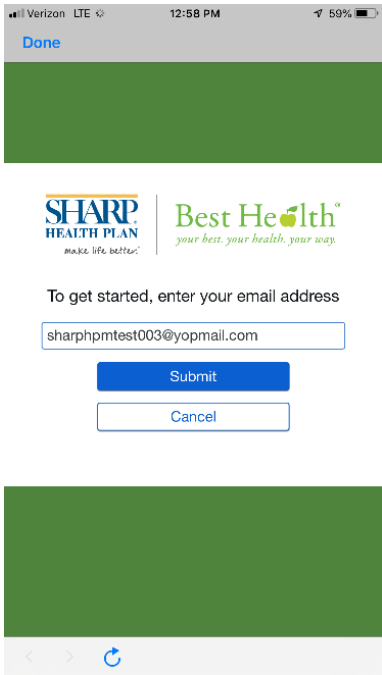 Verizon LTE 12:58 PM 59%
Done
SHARP
HEALTH PLAN
make life better.
Best Health
your best. your health. your way.
To get started, enter your email address
sharphpmtest003@yopmail.com
Submit
Cancel